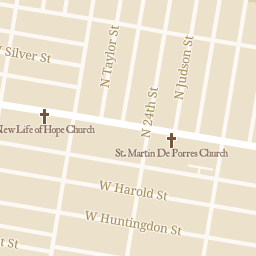 N Taylor St
N Judson St
W Silver St
N 24th St
New Life of Hope Church
St. Martin De Porres Church
W Harold St
W Huntingdon St
t St